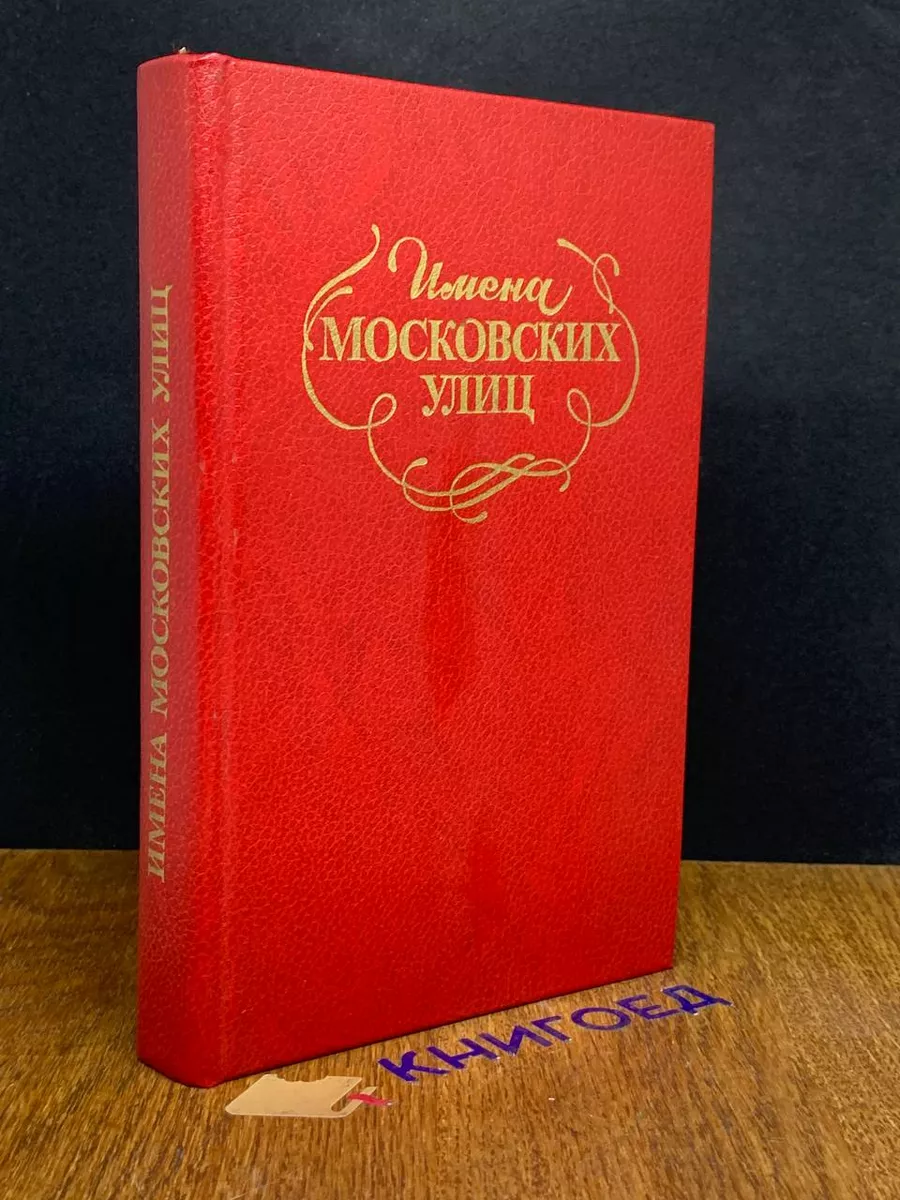 Имена
МОСКОВСКИХ
УЛИЦ
ИМЕНА МОСКОВСКИХ УЛИЦ
КНИГОЕД